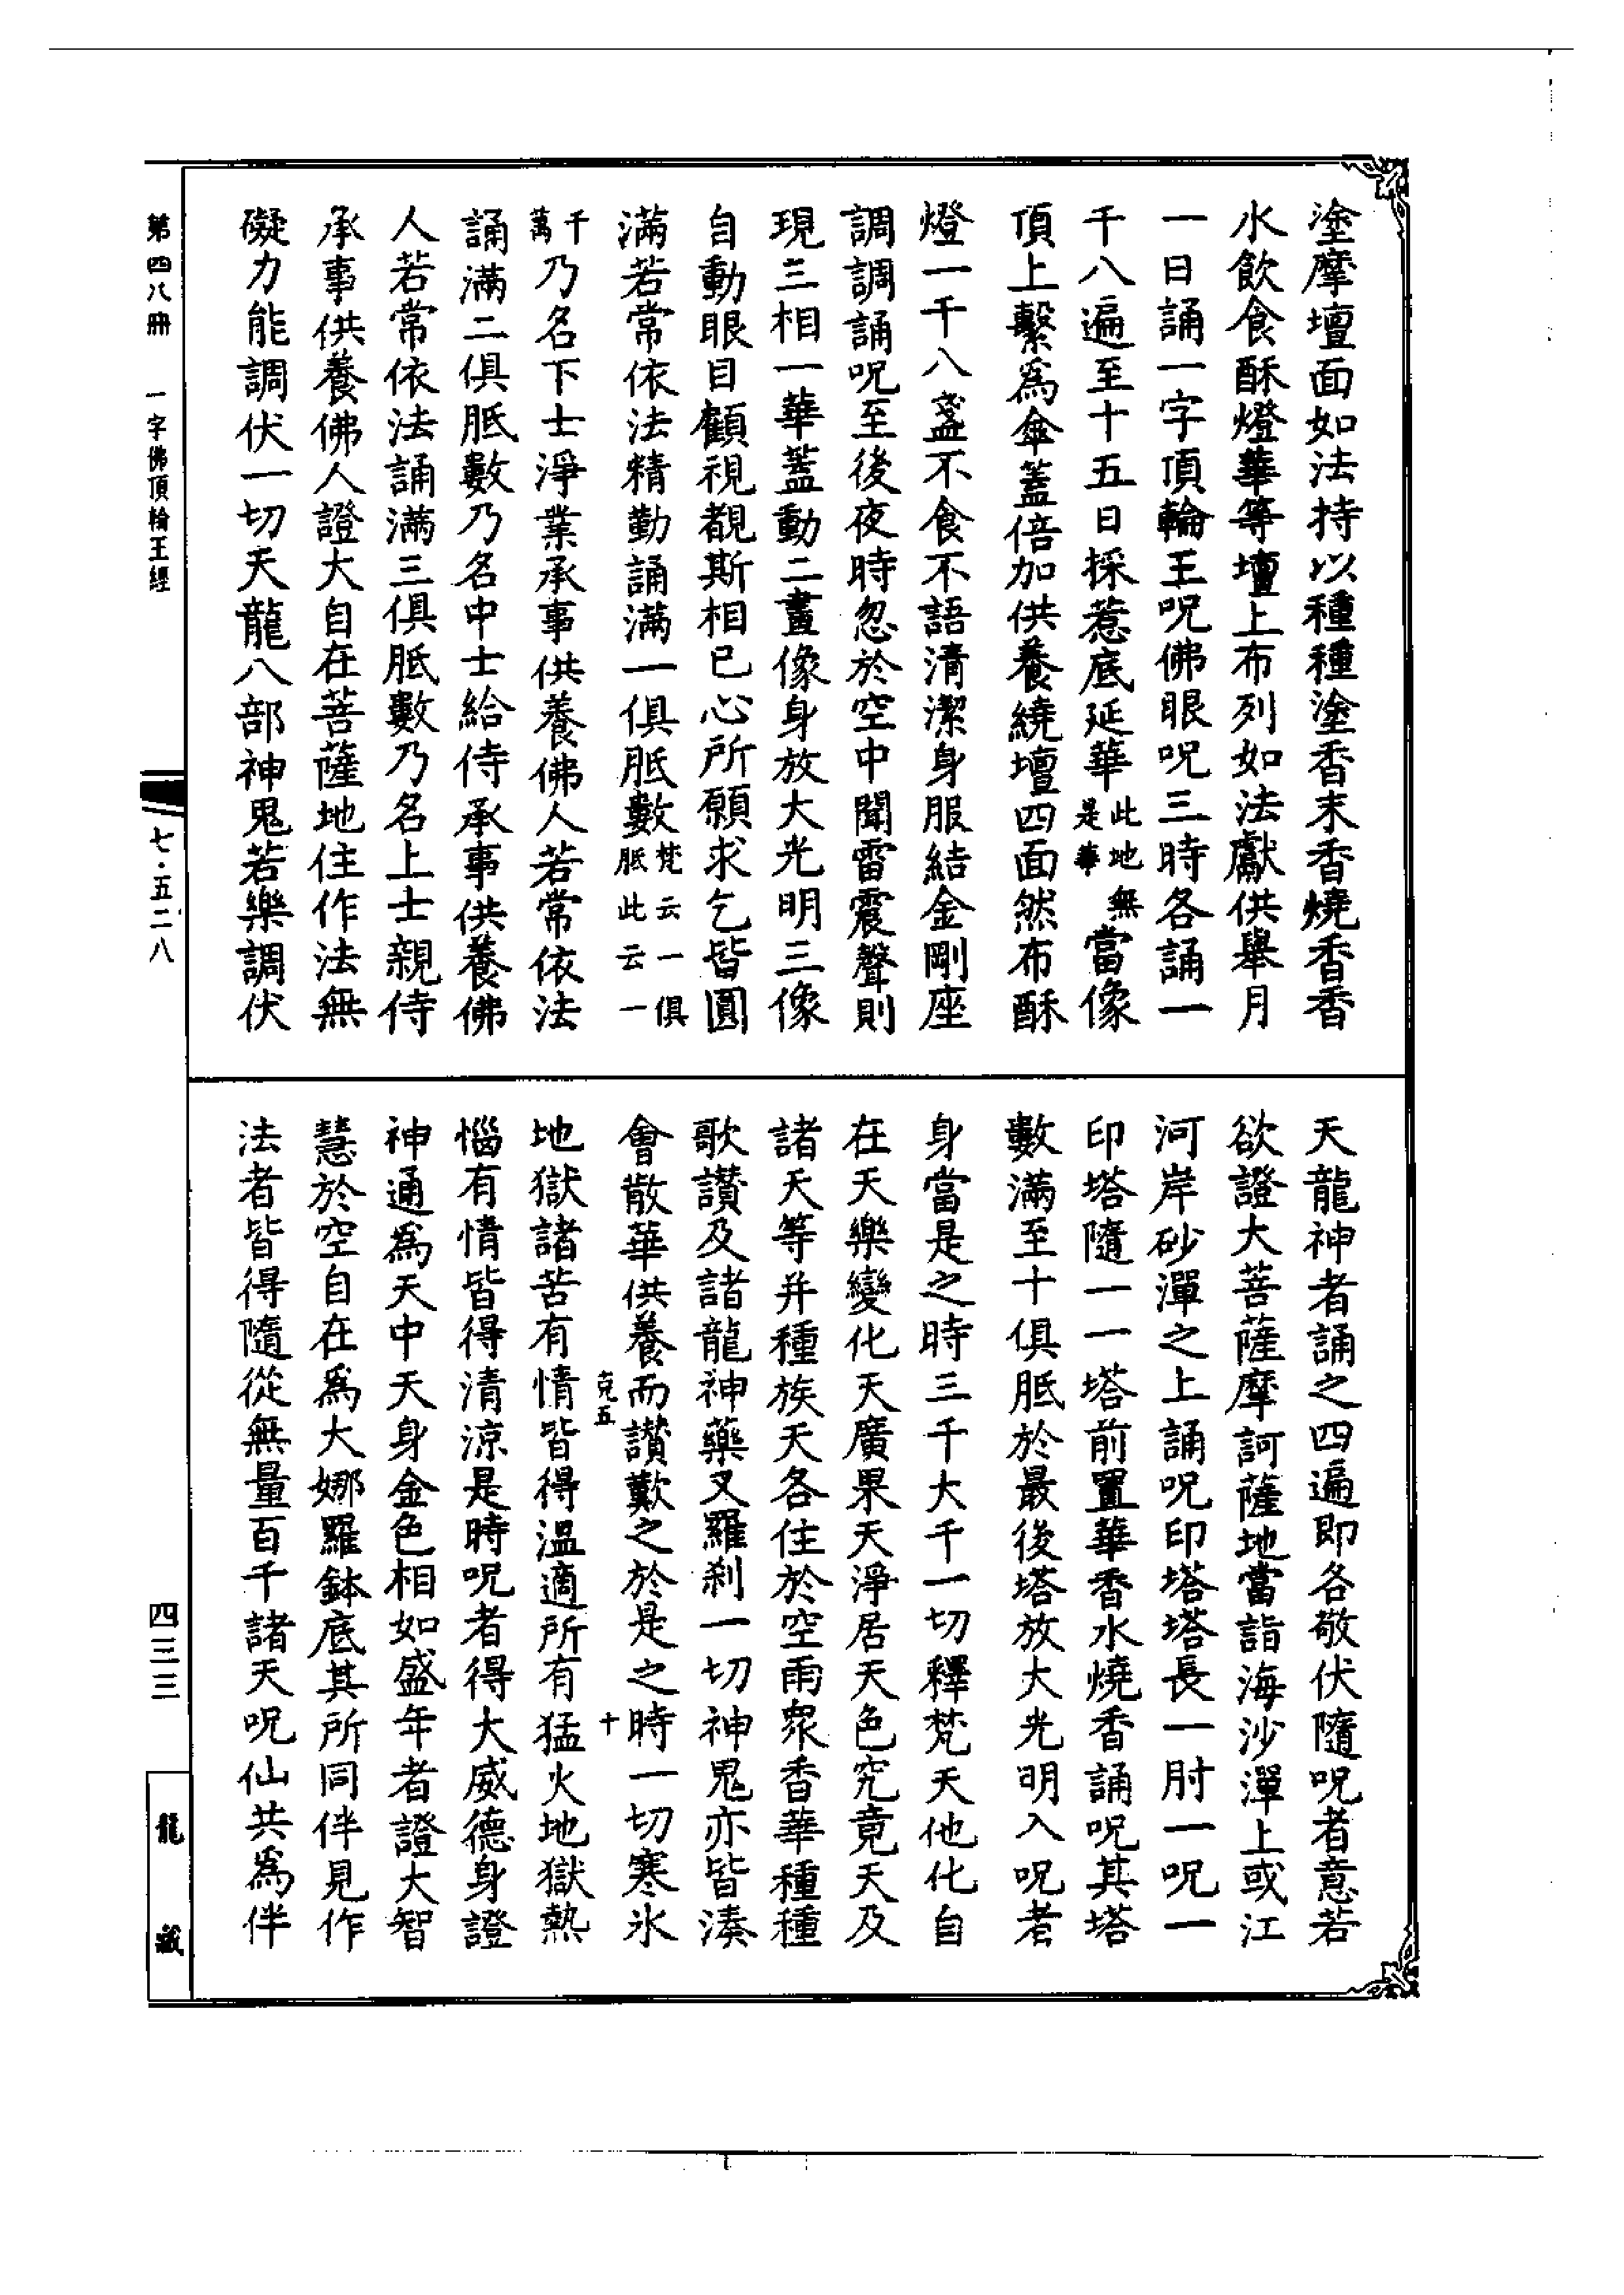 塗摩壇面如法持以種種塗香末香燒香香
水飲食酥燈華等壇上布列如法獻供舉月
一日誦一字頂輪王呪佛眼呪三時各誦一
千八遍至十五日採惹底延華此地無是華當像
頂上繫爲傘蓋倍加供養繞壇四面然布酥
燈一千八盞不食不語清潔身服結金剛座
調調誦呪至後夜時忽於空中聞雷震聲則
現三相一華蓋動二畫像身放大光明三像
自動眼目顧視覩斯相已心所願求乞皆圓
滿若常依法精勤誦滿一俱胝數梵云一俱胝此云一
千萬乃名下士淨業承事供養佛人若常依法
誦滿二俱胝數乃名中士給侍承事供養佛
人若常依法誦滿三俱胝數乃名上士親侍
承事供養佛人證大自在菩薩地住作法無
礙力能調伏一切天龍八部神鬼若樂調伏
天龍神者誦之四遍即各敬伏隨呪者意若
欲證大菩薩摩訶薩地當詣海沙潬上或江
河岸砂潬之上誦呪印塔塔長一肘一呪一
印塔隨一一塔前置華香水燒香誦呪其塔
數滿至十俱胝於最後塔放大光明入呪者
身當是之時三千大千一切釋梵天他化自
在天樂變化天廣果天淨居天色究竟天及
諸天等并種族天各住於空雨衆香華種種
歌讚及諸龍神藥叉羅刹一切神鬼亦皆湊
會散華供養而讃歎之於是之時一切寒氷
克五 十
地獄諸苦有情皆得温適所有猛火地獄熱
惱有情皆得清涼是時呪者得大威德身證
神通爲天中天身金色相如盛年者證大智
慧於空自在爲大娜羅鉢底其所同伴見作
法者皆得隨從無量百千諸天呪仙共爲伴
第四八冊 一字佛頂輪王經
七·五二八
四三三
龍藏